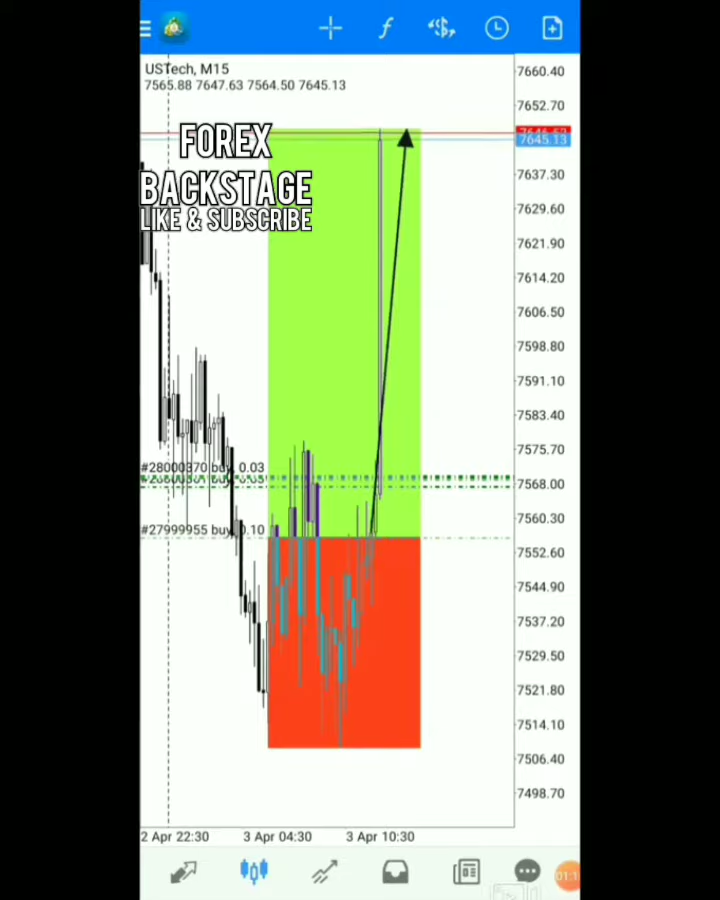 USTech, M15
7565.88 7647.63 7564.50 7645.13
FOREX
BACKSTAGE
LIKE & SUBSCRIBE
7660.40
7652.70
7645.13
7637.30
7629.60
7621.90
7614.20
7606.50
7598.80
7591.10
7583.40
7575.70
#28000370 buy 0.03
7568.00
7560.30
#27999955 buy 0.10
7552.60
7544.90
7537.20
7529.50
7521.80
7514.10
7506.40
7498.70
2 Apr 22:30 3 Apr 04:30 3 Apr 10:30